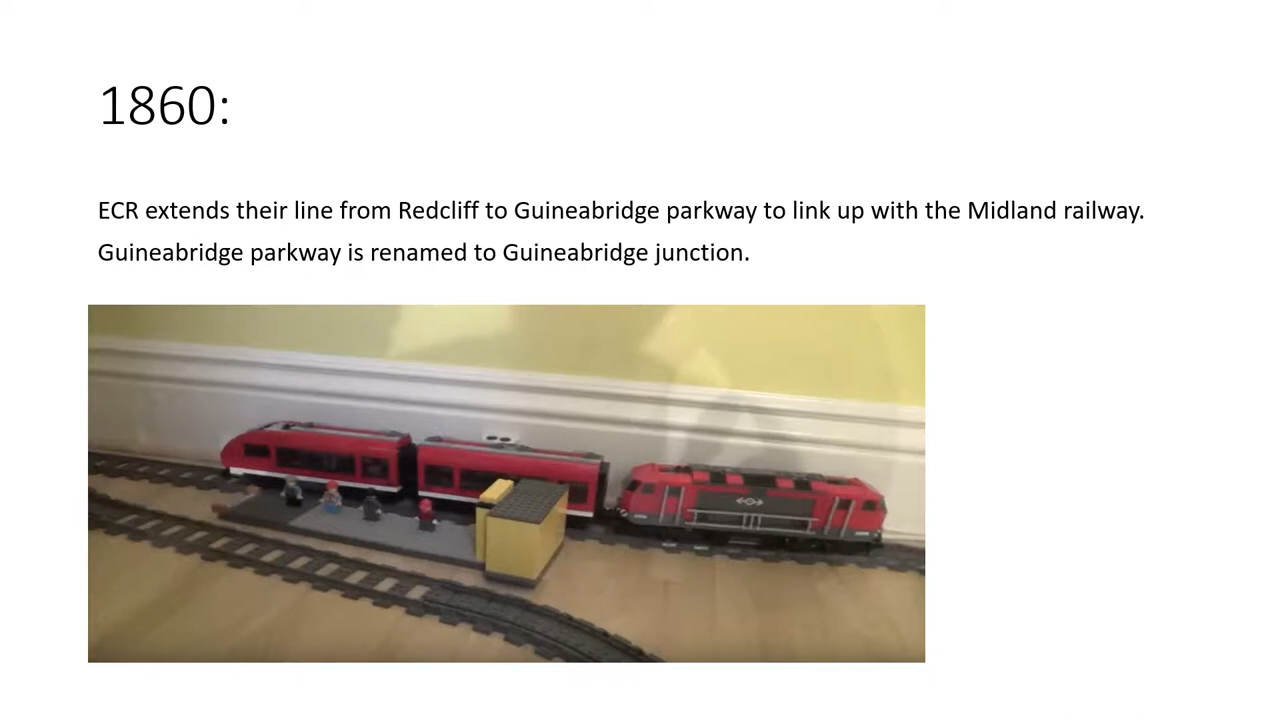 1860:
ECR extends their line from Redcliff to Guineabridge parkway to link up with the Midland railway.
Guineabridge parkway is renamed to Guineabridge junction.